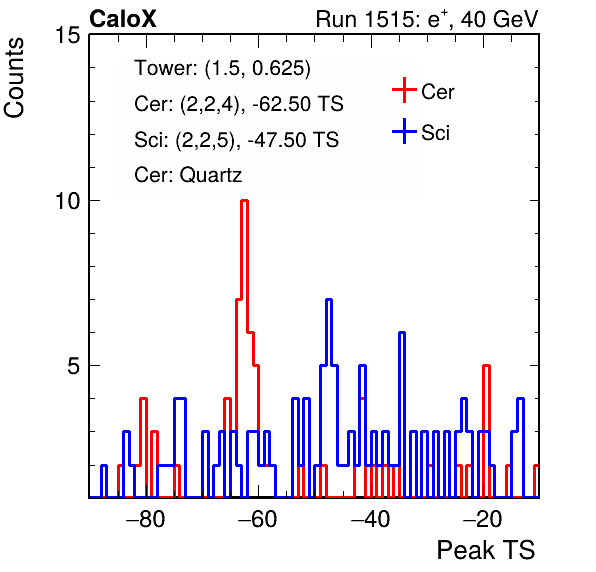 CaloX Run 1515: e⁺, 40 GeV
Counts
15
Tower: (1.5, 0.625)
Cer: (2,2,4), -62.50 TS
Sci: (2,2,5), -47.50 TS
Cer: Quartz
Cer
Sci
10
5
−80 −60 −40 −20
Peak TS